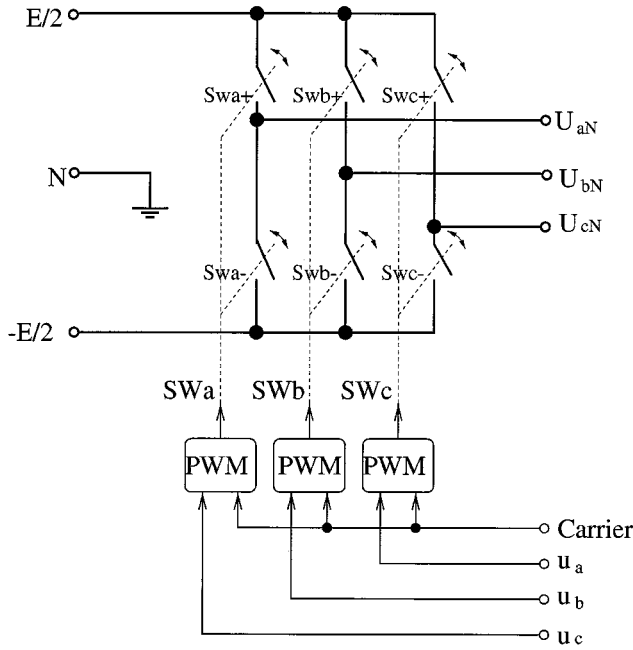 E/2
Swa+ Swb+ Swc+
UaN
N
UbN
UcN
Swa- Swb- Swc-
-E/2
SWa SWb SWc
PWM PWM PWM
Carrier
ua
ub
uc